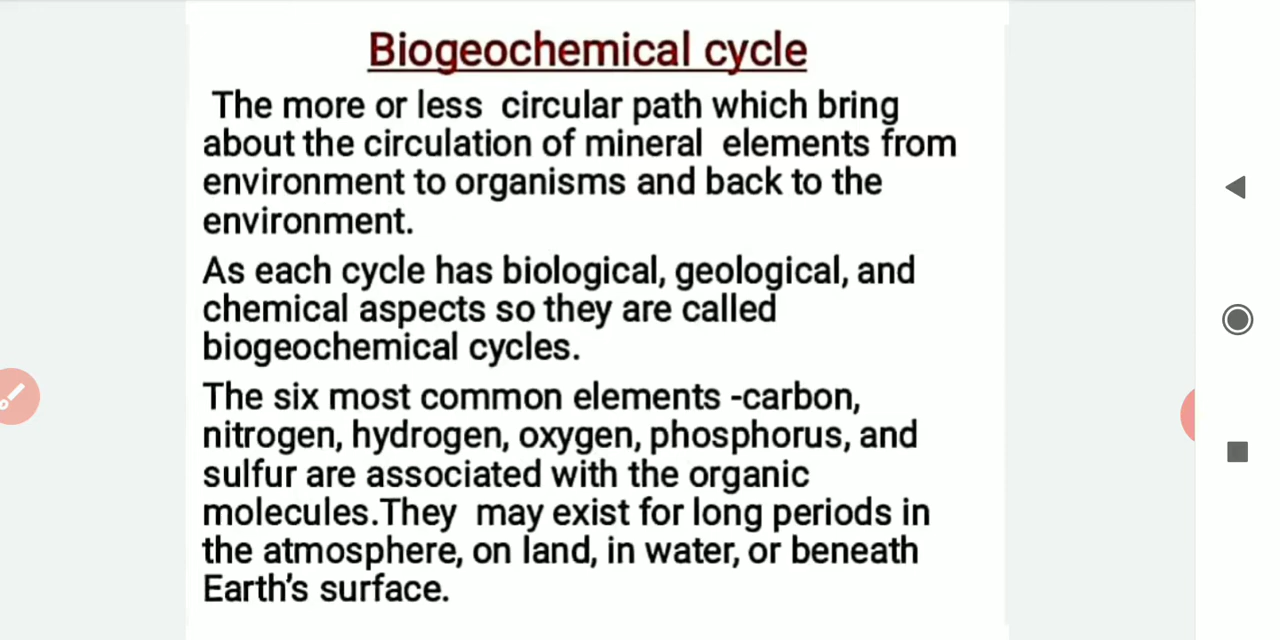 Biogeochemical cycle
The more or less circular path which bring
about the circulation of mineral elements from
environment to organisms and back to the
environment.
As each cycle has biological, geological, and
chemical aspects so they are called
biogeochemical cycles.
The six most common elements -carbon,
nitrogen, hydrogen, oxygen, phosphorus, and
sulfur are associated with the organic
molecules.They may exist for long periods in
the atmosphere, on land, in water, or beneath
Earth's surface.